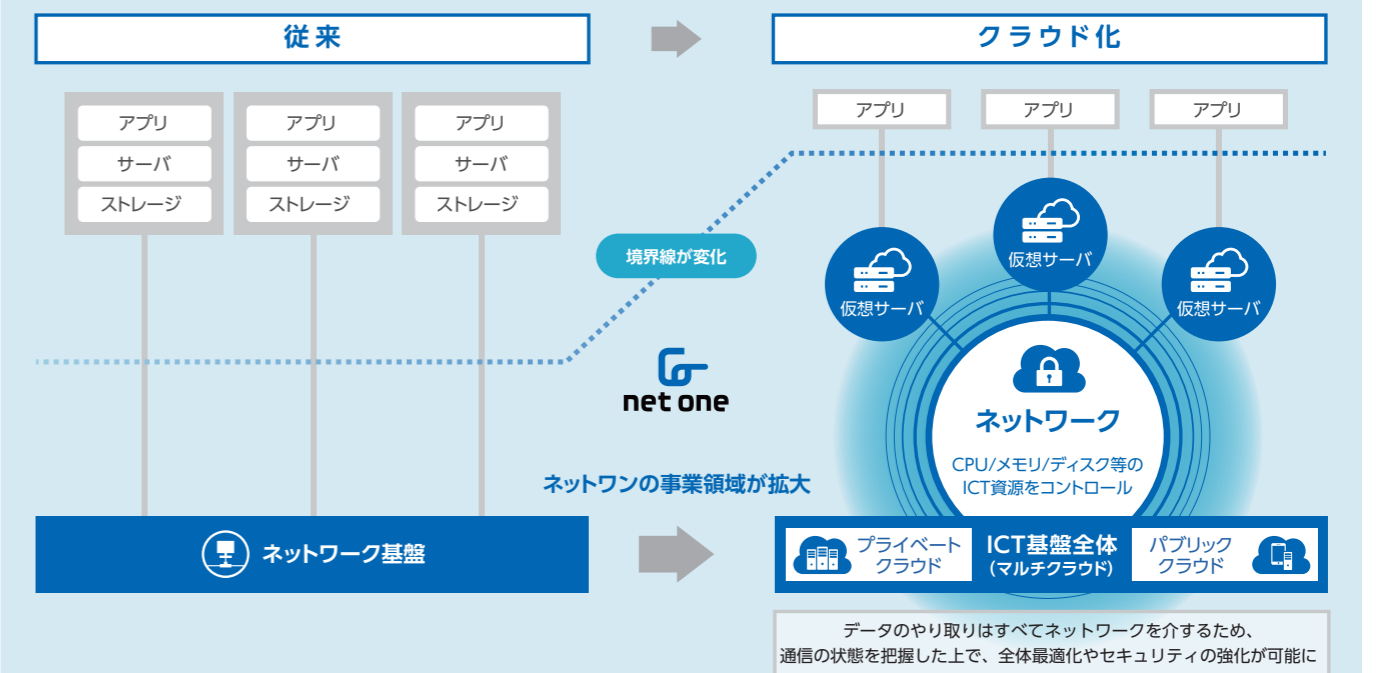 従来
クラウド化
アプリ
サーバ
ストレージ
アプリ
サーバ
ストレージ
アプリ
サーバ
ストレージ
アプリ
アプリ
アプリ
境界線が変化
仮想サーバ
仮想サーバ
仮想サーバ
net one
ネットワンの事業領域が拡大
ネットワーク
CPU/メモリ/ディスク等の
ICT資源をコントロール
ネットワーク基盤
プライベート
クラウド
ICT基盤全体
(マルチクラウド)
パブリック
クラウド
データのやり取りはすべてネットワークを介するため、
通信の状態を把握した上で、全体最適化やセキュリティの強化が可能に